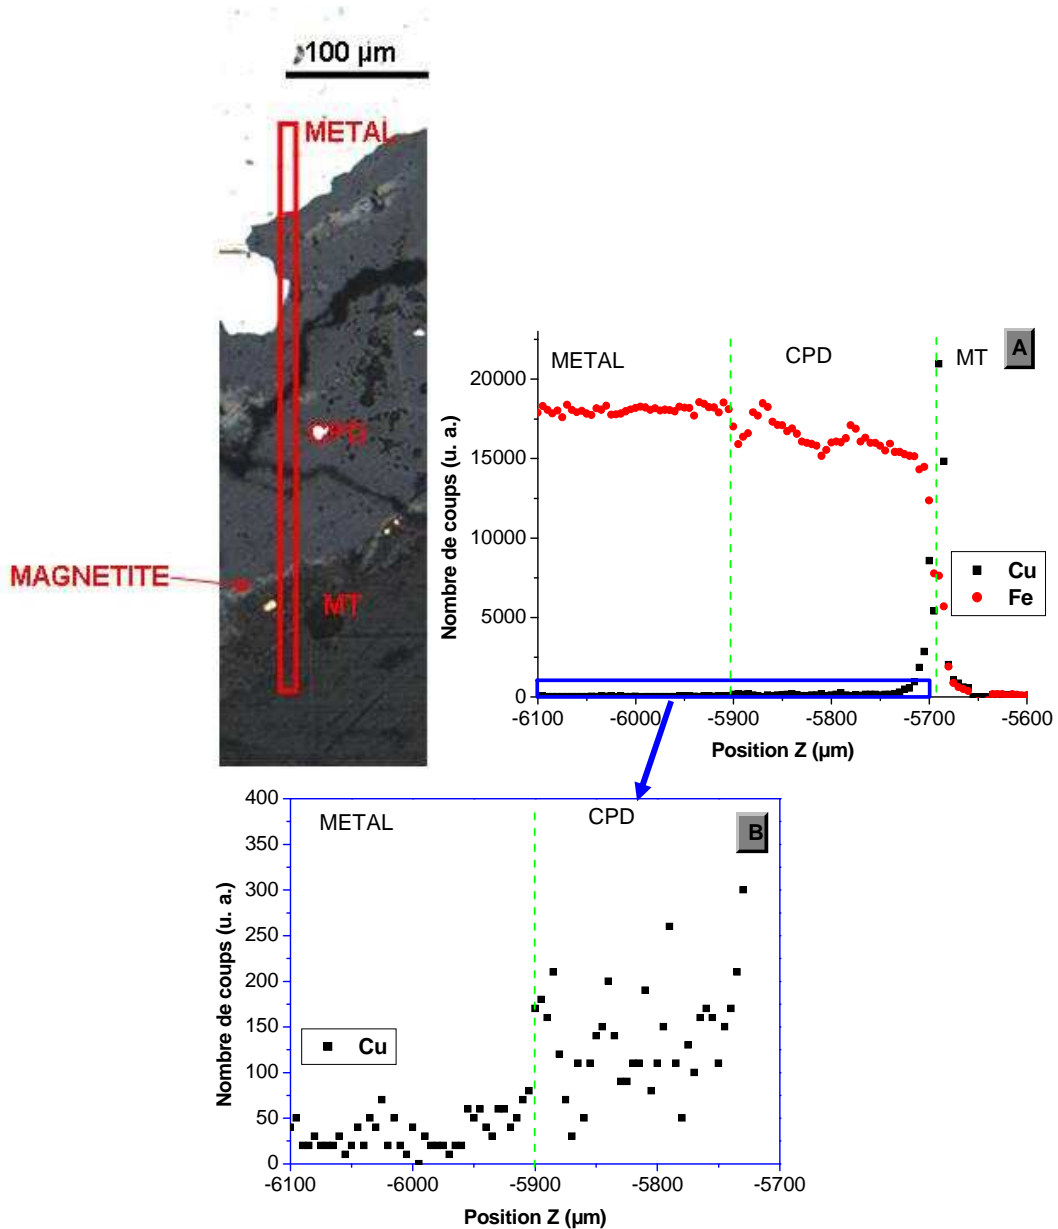 100 µm
METAL
CPD
MAGNETITE
MT
METAL
CPD
MT
A
Nombre de coups (u. a.)
20000
15000
10000
5000
0
Cu
Fe
-6100 -6000 -5900 -5800 -5700 -5600
Position Z (µm)
METAL
CPD
B
Nombre de coups (u. a.)
400
350
300
250
200
150
100
50
0
Cu
-6100 -6000 -5900 -5800 -5700
Position Z (µm)